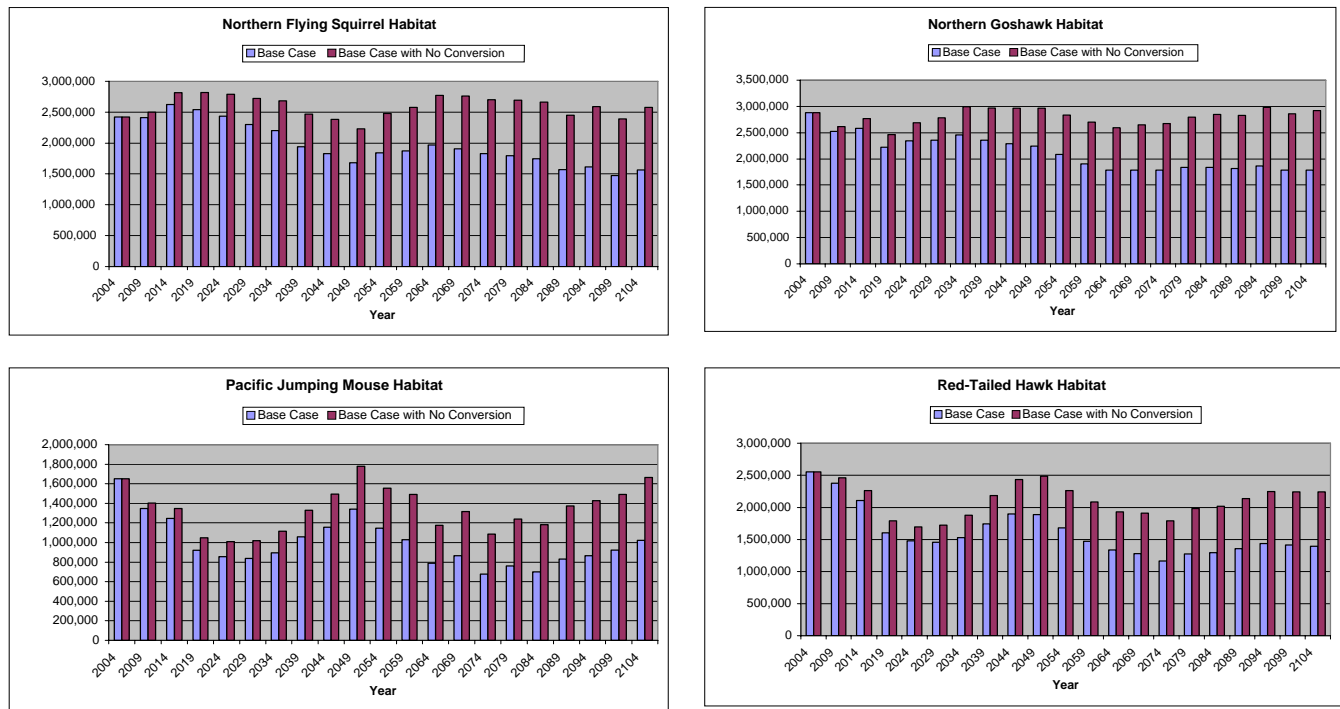 Northern Flying Squirrel Habitat
Base Case Base Case with No Conversion
3,000,000
2,500,000
2,000,000
1,500,000
1,000,000
500,000
0
2004 2009 2014 2019 2024 2029 2034 2039 2044 2049 2054 2059 2064 2069 2074 2079 2084 2089 2094 2099 2104
Year
Northern Goshawk Habitat
Base Case Base Case with No Conversion
3,500,000
3,000,000
2,500,000
2,000,000
1,500,000
1,000,000
500,000
0
2004 2009 2014 2019 2024 2029 2034 2039 2044 2049 2054 2059 2064 2069 2074 2079 2084 2089 2094 2099 2104
Year
Pacific Jumping Mouse Habitat
Base Case Base Case with No Conversion
2,000,000
1,800,000
1,600,000
1,400,000
1,200,000
1,000,000
800,000
600,000
400,000
200,000
0
2004 2009 2014 2019 2024 2029 2034 2039 2044 2049 2054 2059 2064 2069 2074 2079 2084 2089 2094 2099 2104
Year
Red-Tailed Hawk Habitat
Base Case Base Case with No Conversion
3,000,000
2,500,000
2,000,000
1,500,000
1,000,000
500,000
0
2004 2009 2014 2019 2024 2029 2034 2039 2044 2049 2054 2059 2064 2069 2074 2079 2084 2089 2094 2099 2104
Year